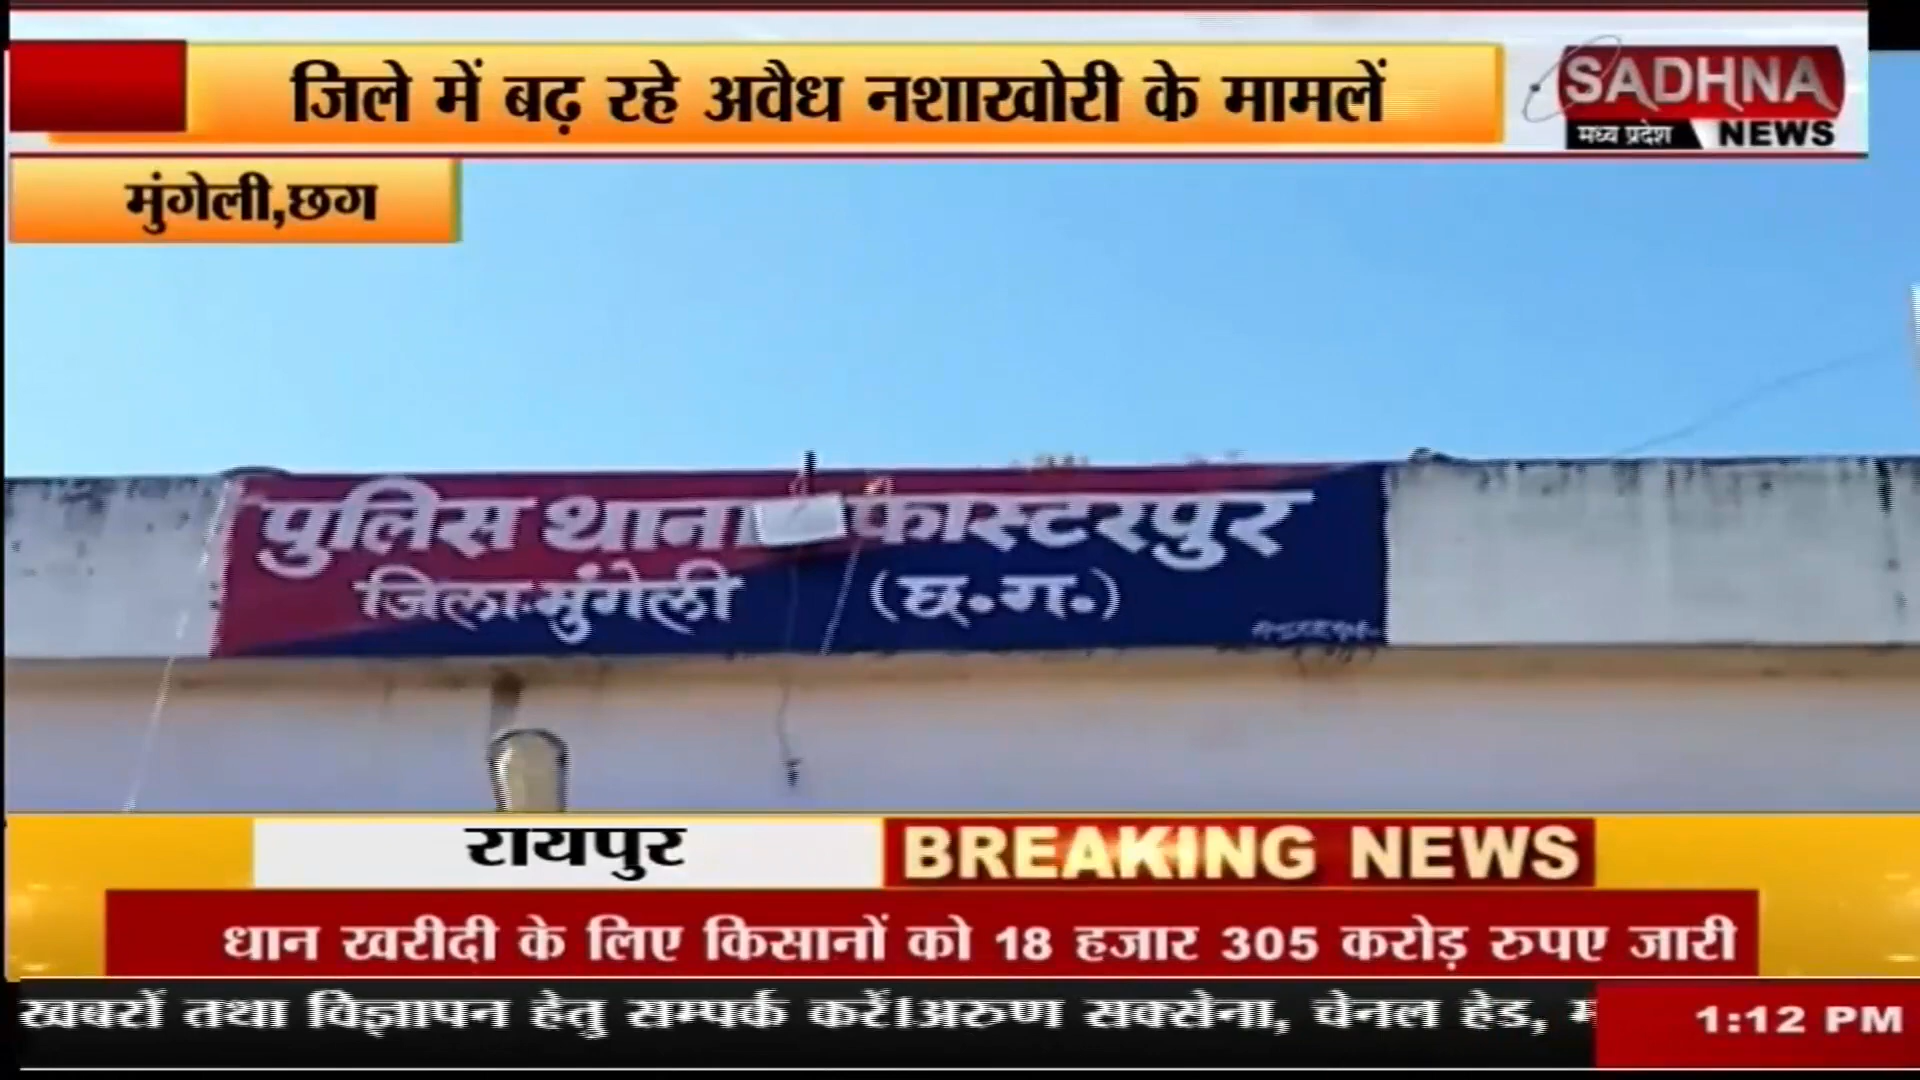 जिले में बढ़ रहे अवैध नशाखोरी के मामलें
SADHNA
मध्य प्रदेश NEWS
मुंगेली,छग
पुलिस थाना फास्टरपुर
जिला-मुंगेली (छ.ग.)
रायपुर BREAKING NEWS
धान खरीदी के लिए किसानों को 18 हजार 305 करोड़ रुपए जारी
खबरों तथा विज्ञापन हेतु सम्पर्क करें।अरुण सक्सेना, चेनल हेड,
1:12 PM